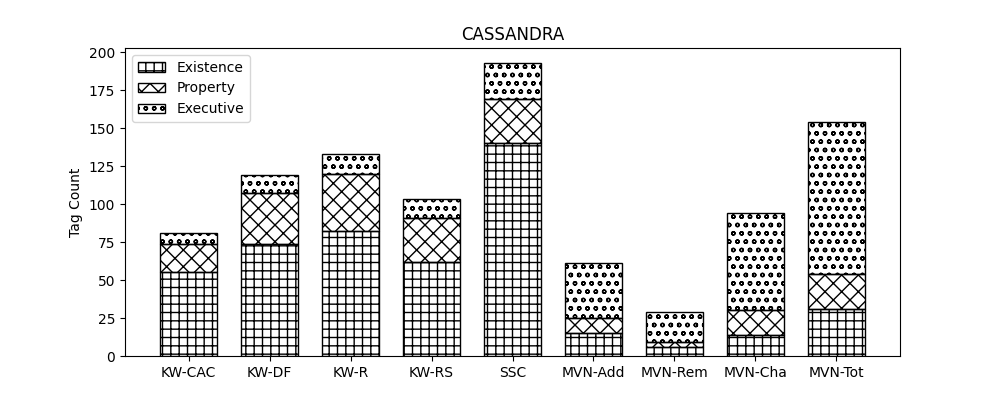 CASSANDRA
Tag Count
200
175
150
125
100
75
50
25
0
Existence
Property
Executive
KW-CAC KW-DF KW-R KW-RS SSC MVN-Add MVN-Rem MVN-Cha MVN-Tot